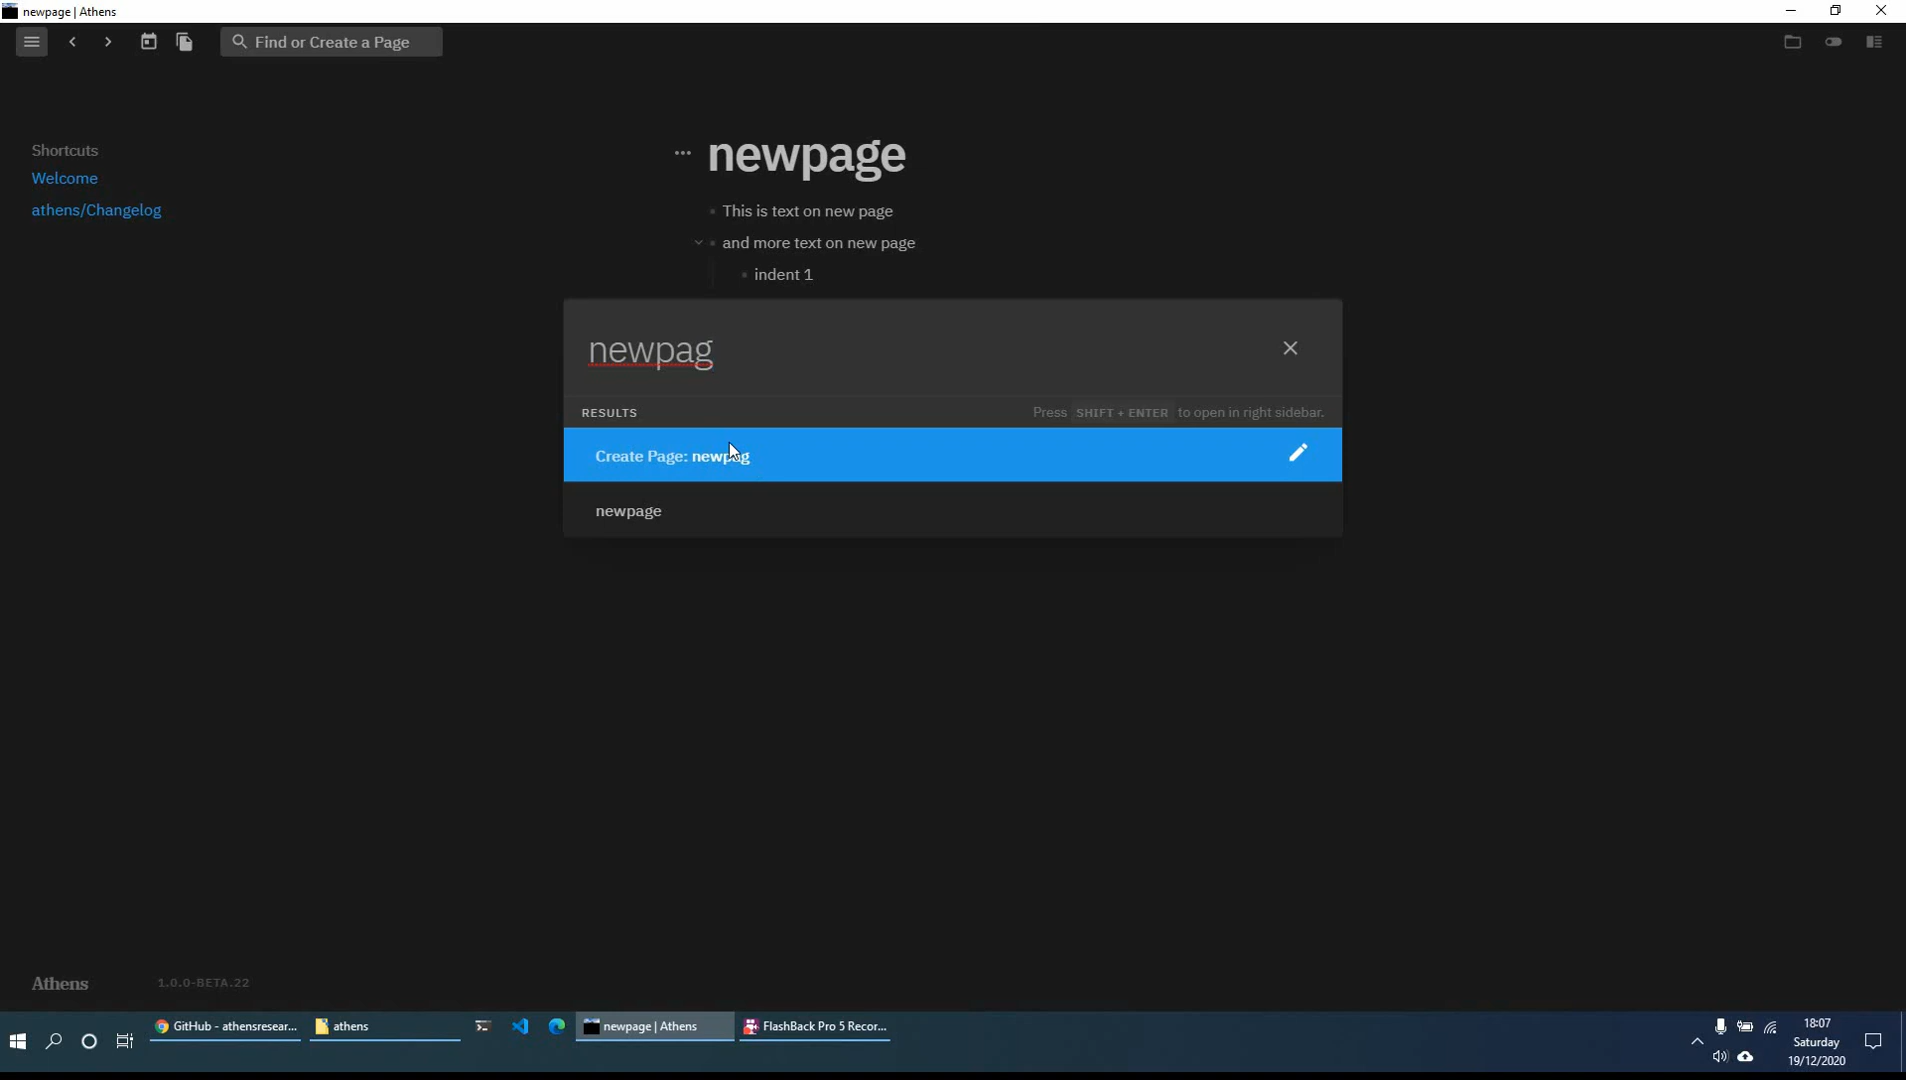 newpage | Athens
Find or Create a Page
Shortcuts
Welcome
athens/Changelog
newpage
This is text on new page
and more text on new page
indent 1
newpag
RESULTS
Press SHIFT + ENTER to open in right sidebar.
Create Page: newpag
newpage
Athens
1.0.0-BETA.22
GitHub - athensresear...
athens
newpage | Athens
FlashBack Pro 5 Recor...
18:07
Saturday
19/12/2020